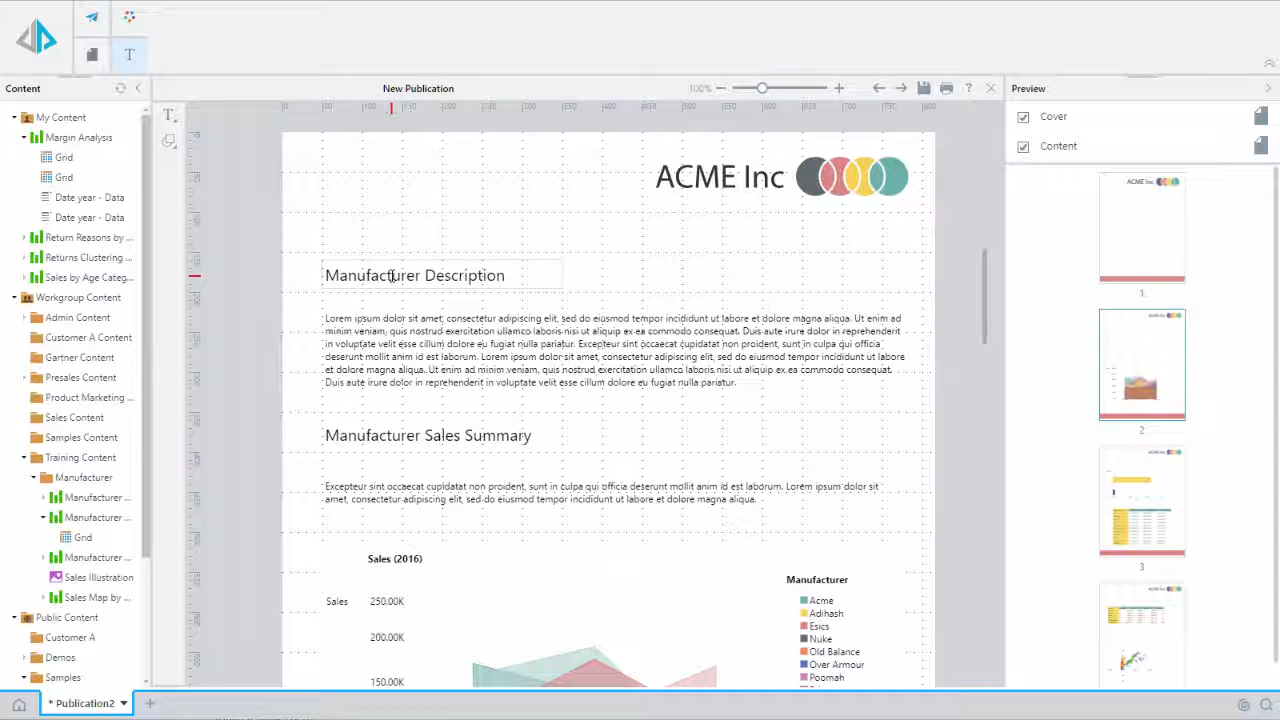 T
Content
New Publication
100%
?
Preview
My Content
Margin Analysis
Grid
Grid
Date year - Data
Date year - Data
Return Reasons by ...
Returns Clustering ...
Sales by Age Categ...
Workgroup Content
Admin Content
Customer A Content
Gartner Content
Presales Content
Product Marketing ...
Sales Content
Samples Content
Training Content
Manufacturer
Manufacturer ...
Manufacturer ...
Grid
Manufacturer ...
Sales Illustration
Sales Map by ...
Public Content
Customer A
Demos
Samples
T
ACME Inc
Manufacturer Description
Lorem ipsum dolor sit amet, consectetur adipiscing elit, sed do eiusmod tempor incididunt ut labore et dolore magna aliqua. Ut enim ad
minim veniam, quis nostrud exercitation ullamco laboris nisi ut aliquip ex ea commodo consequat. Duis aute irure dolor in reprehenderit
in voluptate velit esse cillum dolore eu fugiat nulla pariatur. Excepteur sint occaecat cupidatat non proident, sunt in culpa qui officia
deserunt mollit anim id est laborum. Lorem ipsum dolor sit amet, consectetur adipiscing elit, sed do eiusmod tempor incididunt ut labore
et dolore magna aliqua. Ut enim ad minim veniam, quis nostrud exercitation ullamco laboris nisi ut aliquip ex ea commodo consequat.
Duis aute irure dolor in reprehenderit in voluptate velit esse cillum dolore eu fugiat nulla pariatur.
Manufacturer Sales Summary
Excepteur sint occaecat cupidatat non proident, sunt in culpa qui officia deserunt mollit anim id est laborum. Lorem ipsum dolor sit
amet, consectetur adipiscing elit, sed do eiusmod tempor incididunt ut labore et dolore magna aliqua.
Sales (2016)
Sales
250.00K
200.00K
150.00K
Manufacturer
Acme
Adihash
Esics
Nuke
Old Balance
Over Armour
Poomah
Cover
Content
ACME Inc
1
ACME Inc
2
ACME Inc
3
ACME Inc
* Publication2